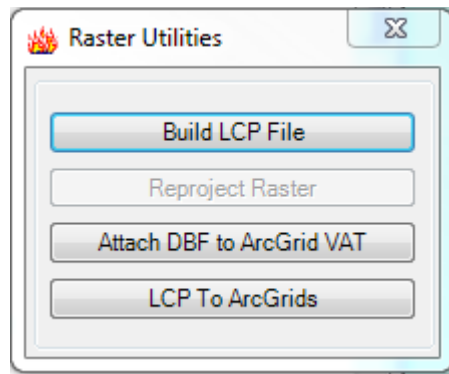 Raster Utilities
Build LCP File
Reproject Raster
Attach DBF to ArcGrid VAT
LCP To ArcGrids